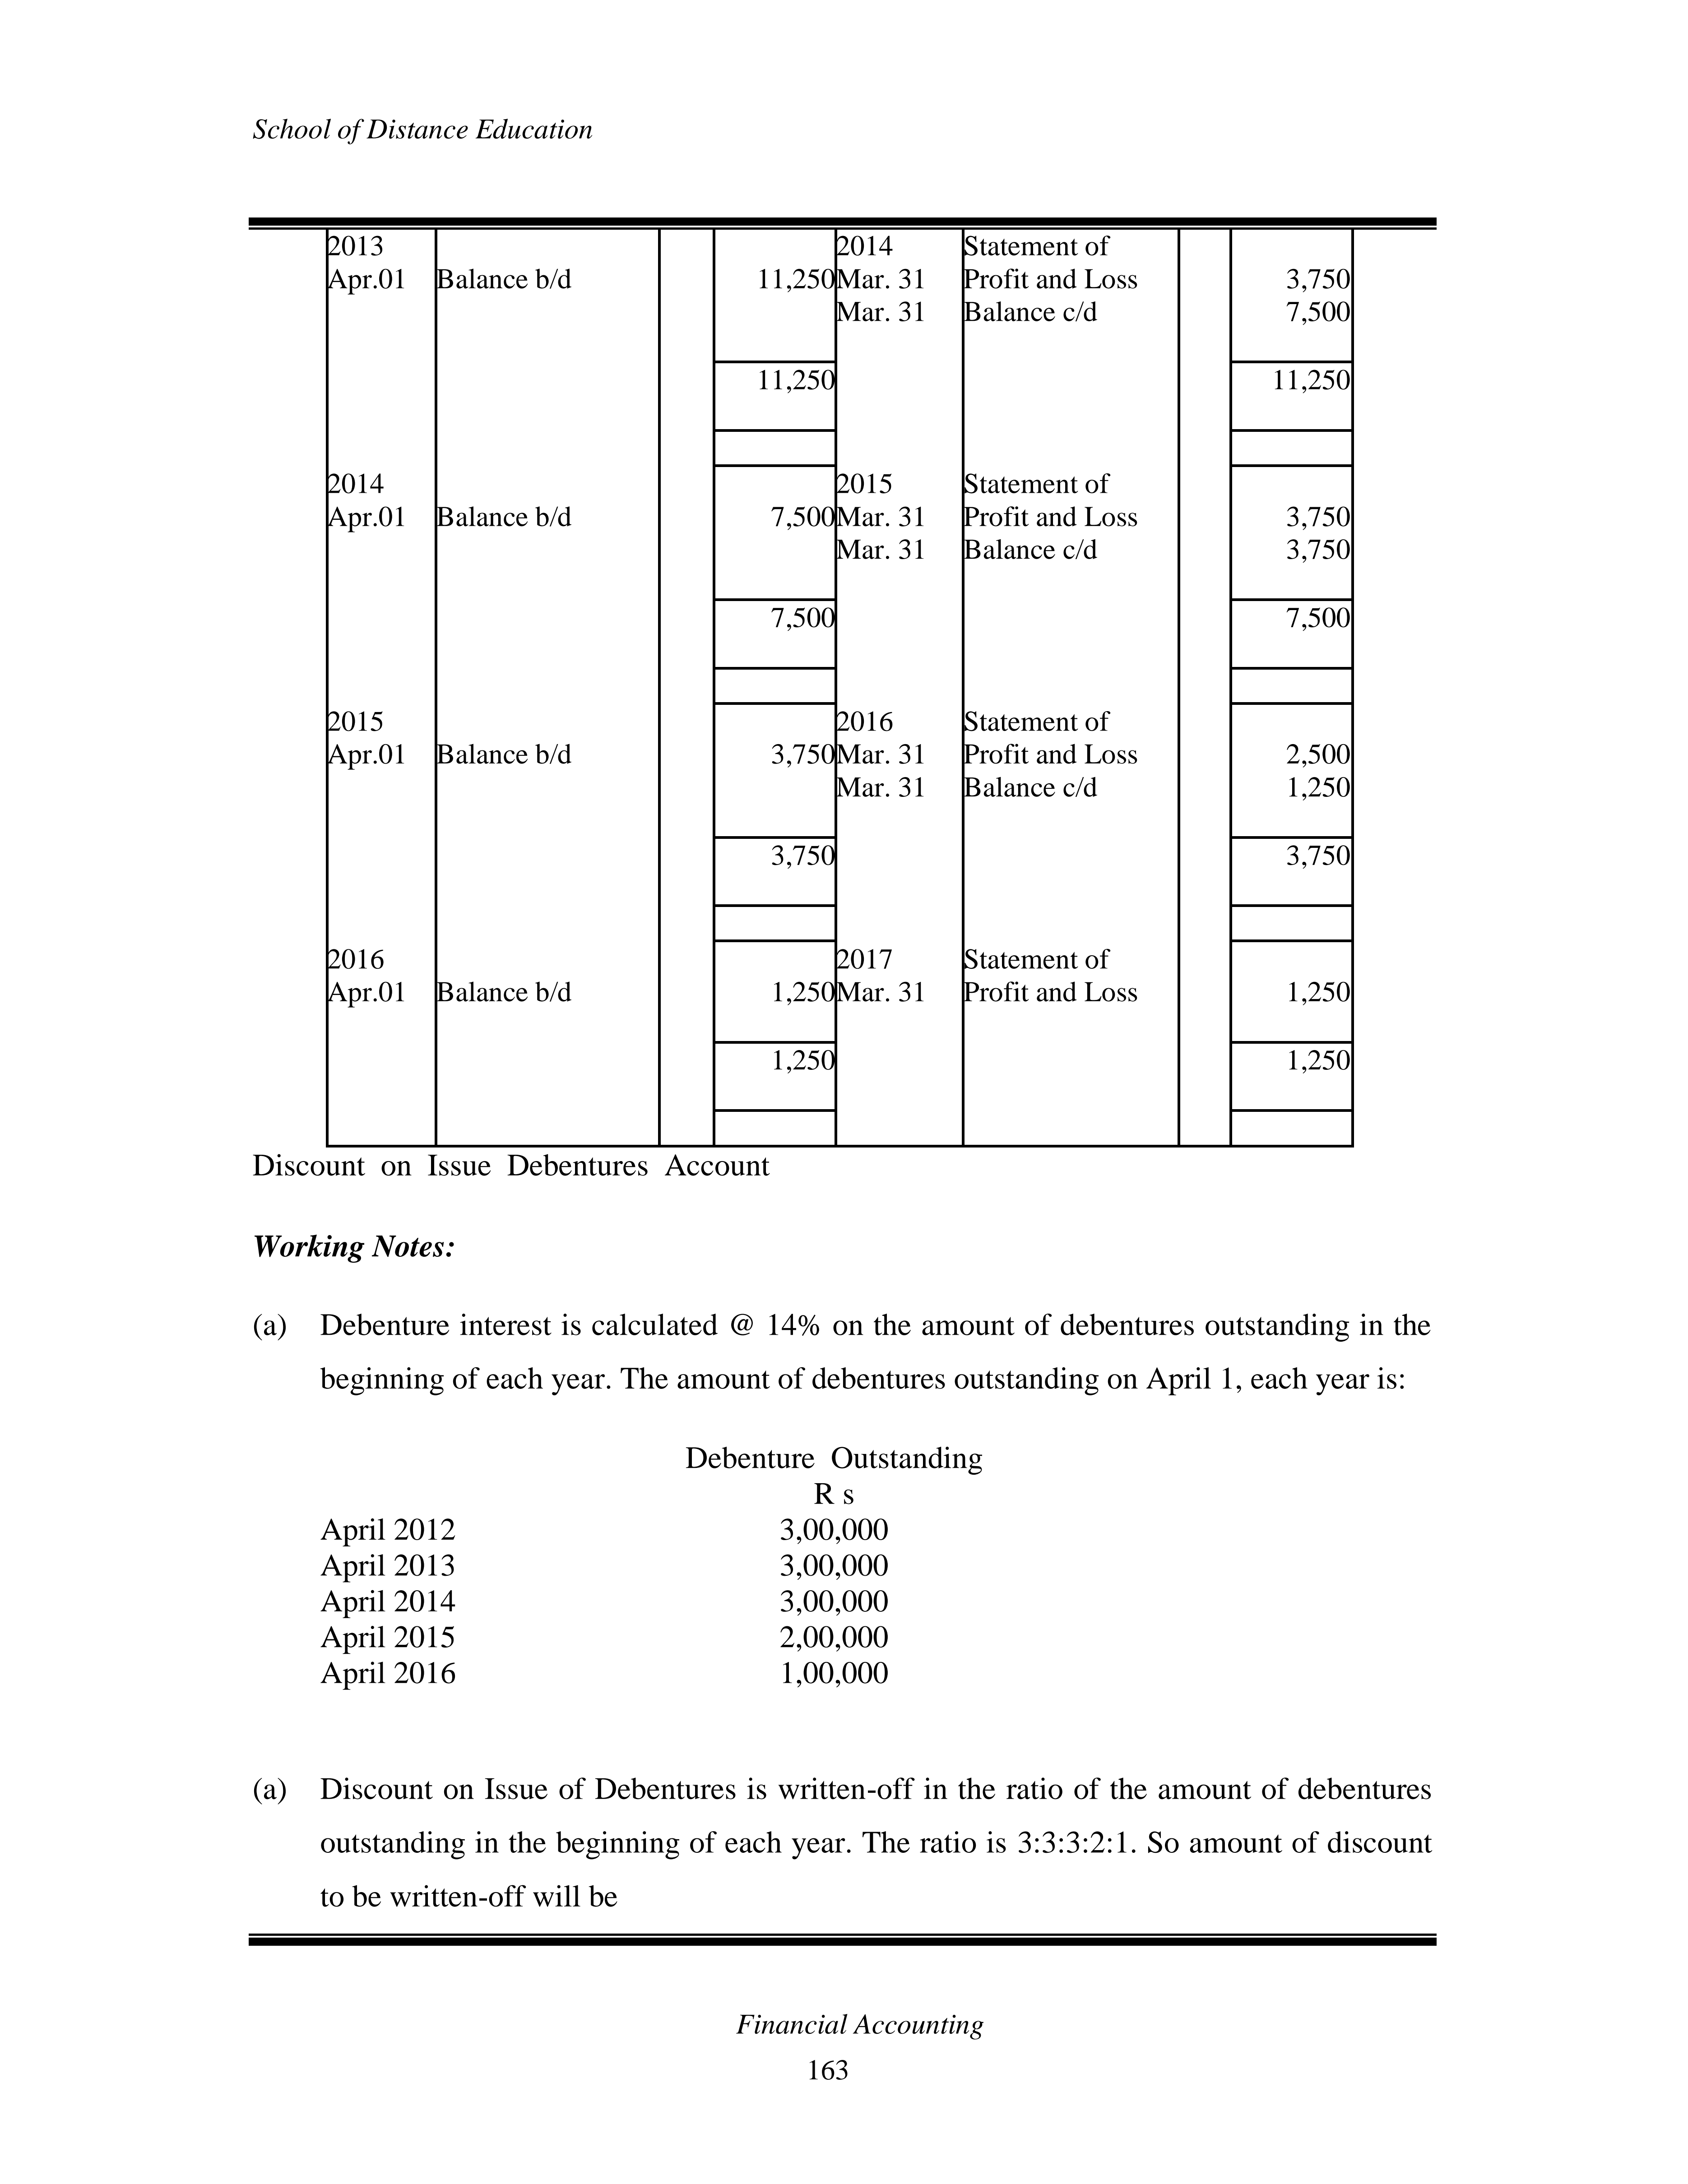 School of Distance Education
2013 2014 Statement of
Apr.01 Balance b/d 11,250 Mar. 31 Profit and Loss 3,750
Mar. 31 Balance c/d 7,500
11,250 11,250
2014 2015 Statement of
Apr.01 Balance b/d 7,500 Mar. 31 Profit and Loss 3,750
Mar. 31 Balance c/d 3,750
7,500 7,500
2015 2016 Statement of
Apr.01 Balance b/d 3,750 Mar. 31 Profit and Loss 2,500
Mar. 31 Balance c/d 1,250
3,750 3,750
2016 2017 Statement of
Apr.01 Balance b/d 1,250 Mar. 31 Profit and Loss 1,250
1,250 1,250
Discount on Issue Debentures Account
Working Notes:
(a) Debenture interest is calculated @ 14% on the amount of debentures outstanding in the
beginning of each year. The amount of debentures outstanding on April 1, each year is:
Debenture Outstanding
R s
April 2012 3,00,000
April 2013 3,00,000
April 2014 3,00,000
April 2015 2,00,000
April 2016 1,00,000
(a) Discount on Issue of Debentures is written-off in the ratio of the amount of debentures
outstanding in the beginning of each year. The ratio is 3:3:3:2:1. So amount of discount
to be written-off will be
Financial Accounting
163